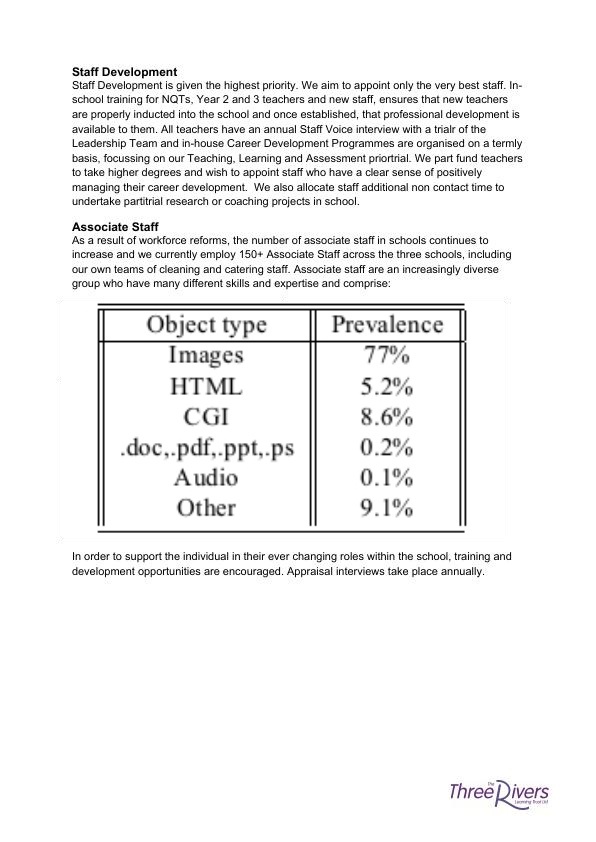 Staff Development
Staff Development is given the highest priority. We aim to appoint only the very best staff. In-
school training for NQTs, Year 2 and 3 teachers and new staff, ensures that new teachers
are properly inducted into the school and once established, that professional development is
available to them. All teachers have an annual Staff Voice interview with a trialr of the
Leadership Team and in-house Career Development Programmes are organised on a termly
basis, focussing on our Teaching, Learning and Assessment priortrial. We part fund teachers
to take higher degrees and wish to appoint staff who have a clear sense of positively
managing their career development.  We also allocate staff additional non contact time to
undertake partitrial research or coaching projects in school.
Associate Staff
As a result of workforce reforms, the number of associate staff in schools continues to
increase and we currently employ 150+ Associate Staff across the three schools, including
our own teams of cleaning and catering staff. Associate staff are an increasingly diverse
group who have many different skills and expertise and comprise:
Object type Prevalence
Images 77%
HTML 5.2%
CGI 8.6%
.doc,.pdf,.ppt,.ps 0.2%
Audio 0.1%
Other 9.1%
In order to support the individual in their ever changing roles within the school, training and
development opportunities are encouraged. Appraisal interviews take place annually.
The
Three Rivers
Learning Trust Ltd